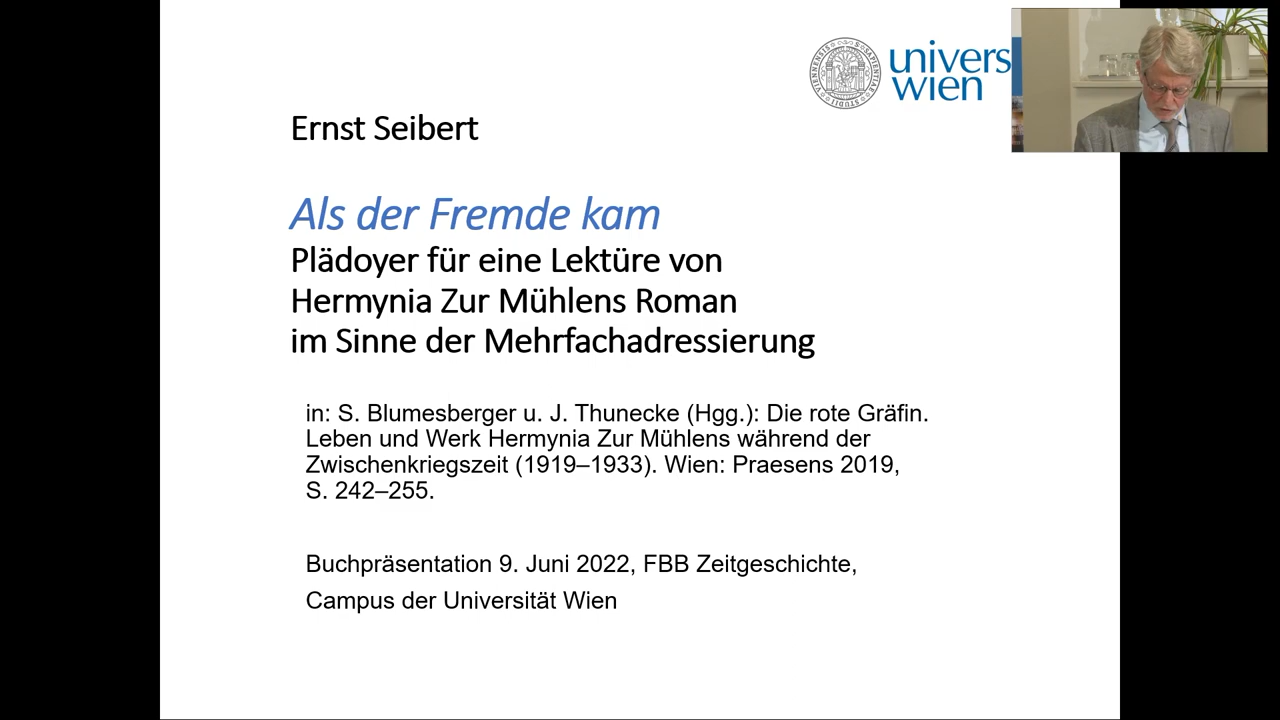 univers
wien
Ernst Seibert
Als der Fremde kam
Plädoyer für eine Lektüre von
Hermynia Zur Mühlens Roman
im Sinne der Mehrfachadressierung
in: S. Blumesberger u. J. Thunecke (Hgg.): Die rote Gräfin.
Leben und Werk Hermynia Zur Mühlens während der
Zwischenkriegszeit (1919–1933). Wien: Praesens 2019,
S. 242–255.
Buchpräsentation 9. Juni 2022, FBB Zeitgeschichte,
Campus der Universität Wien